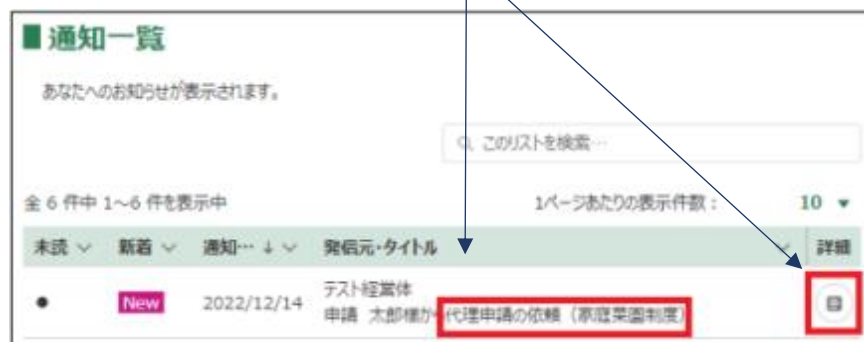 通知一覧
あなたへのお知らせが表示されます。
このリストを検索…
全 6 件中 1～6 件を表示中 1ページあたりの表示件数： 10
未読 新着 通知… ↓ 発信元・タイトル 詳細
● New 2022/12/14 テスト経営体
申請 太郎様から代理申請の依頼（家庭菜園制度）